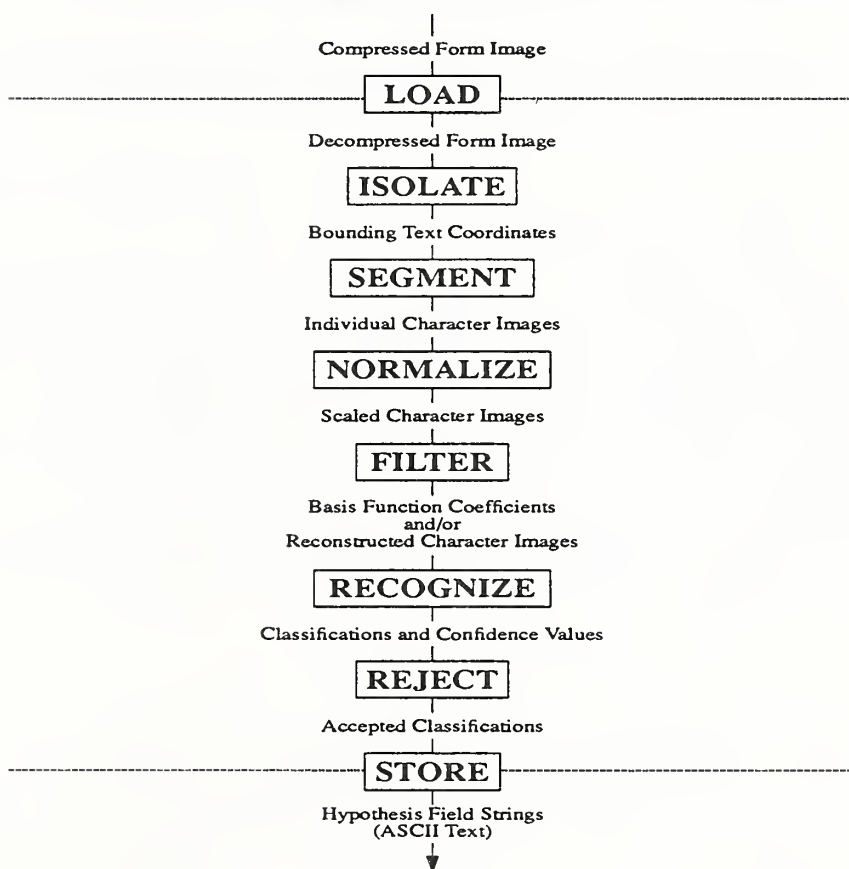 Compressed Form Image
LOAD
Decompressed Form Image
ISOLATE
Bounding Text Coordinates
SEGMENT
Individual Character Images
NORMALIZE
Scaled Character Images
FILTER
Basis Function Coefficients
and/or
Reconstructed Character Images
RECOGNIZE
Classifications and Confidence Values
REJECT
Accepted Classifications
STORE
Hypothesis Field Strings
(ASCII Text)